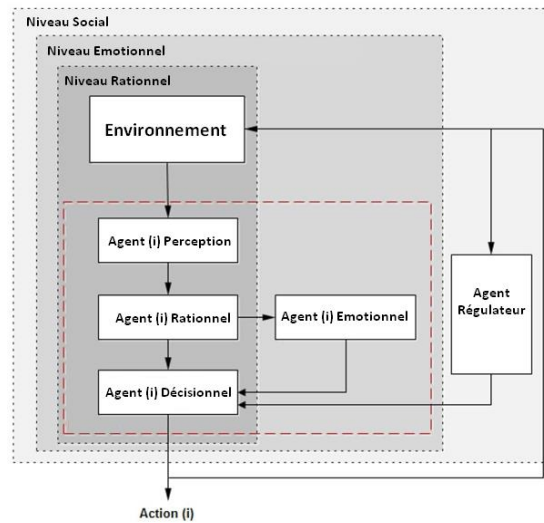 Niveau Social
Niveau Emotionnel
Niveau Rationnel
Environnement
Agent (i) Perception
Agent (i) Rationnel
Agent (i) Emotionnel
Agent
Régulateur
Agent (i) Décisionnel
Action (i)